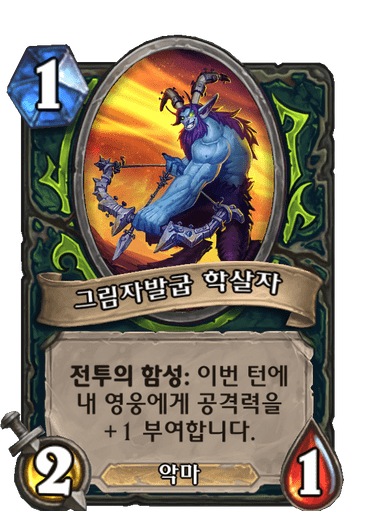 1
그림자발굽 학살자
전투의 함성: 이번 턴에
내 영웅에게 공격력을
+1 부여합니다.
2
악마
1